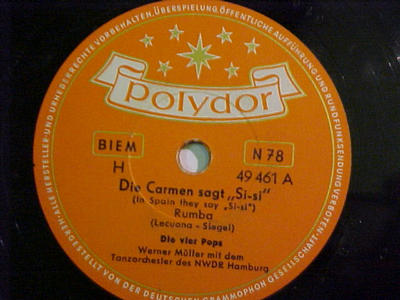 ALLE HERSTELLER- UND URHEBERRECHTE VORBEHALTEN. ÜBERSPIELUNG, ÖFFENTLICHE AUFFÜHRUNG UND RUNDFUNKSENDUNG VERBOTEN!
polydor
BIEM
N 78
H
49 461 A
Die Carmen sagt „Si-si"
(In Spain they say „Si-si")
Rumba
(Lecuona - Siegel)
Die vier Pops
Werner Müller mit dem
Tanzorchester des NWDR Hamburg
HERGESTELLT VON DER DEUTSCHEN GRAMMOPHON GESELLSCHAFT